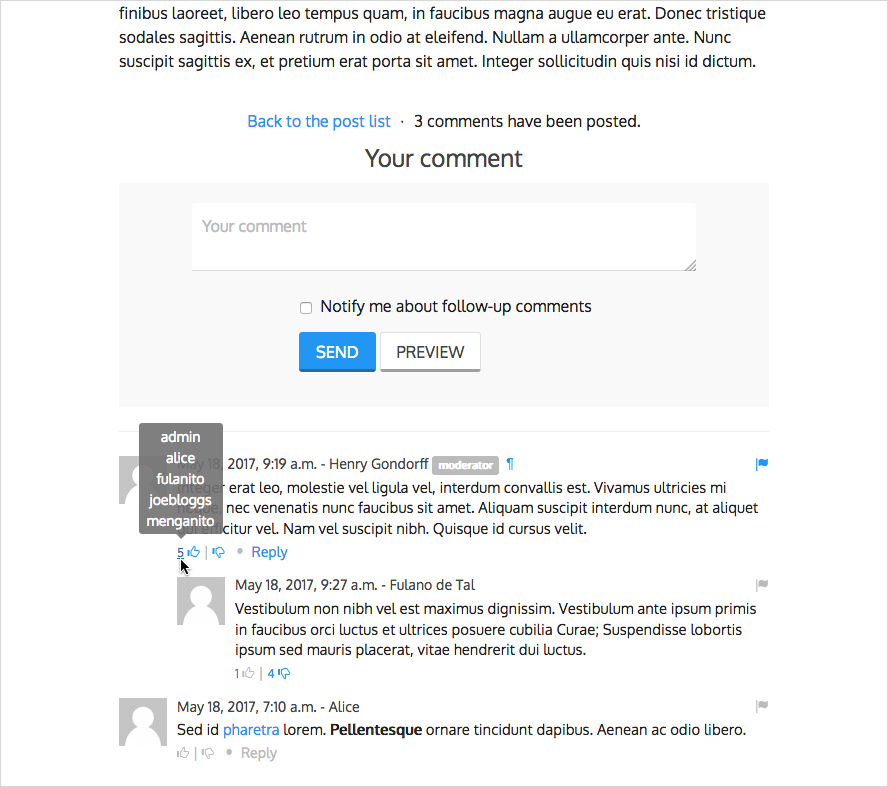 finibus laoreet, libero leo tempus quam, in faucibus magna augue eu erat. Donec tristique
sodales sagittis. Aenean rutrum in odio at eleifend. Nullam a ullamcorper ante. Nunc
suscipit sagittis ex, et pretium erat porta sit amet. Integer sollicitudin quis nisi id dictum.
Back to the post list · 3 comments have been posted.
Your comment
Your comment
Notify me about follow-up comments
SEND PREVIEW
admin
alice
fulanito
joebloggs
menganito
May 18, 2017, 9:19 a.m. - Henry Gondorff moderator ¶
Integer erat leo, molestie vel ligula vel, interdum convallis est. Vivamus ultricies mi
nec venenatis nunc faucibus sit amet. Aliquam suscipit interdum nunc, at aliquet
efficitur vel. Nam vel suscipit nibh. Quisque id cursus velit.
5 | • Reply
May 18, 2017, 9:27 a.m. - Fulano de Tal
Vestibulum non nibh vel est maximus dignissim. Vestibulum ante ipsum primis
in faucibus orci luctus et ultrices posuere cubilia Curae; Suspendisse lobortis
ipsum sed mauris placerat, vitae hendrerit dui luctus.
1 | 4
May 18, 2017, 7:10 a.m. - Alice
Sed id pharetra lorem. Pellentesque ornare tincidunt dapibus. Aenean ac odio libero.
| • Reply